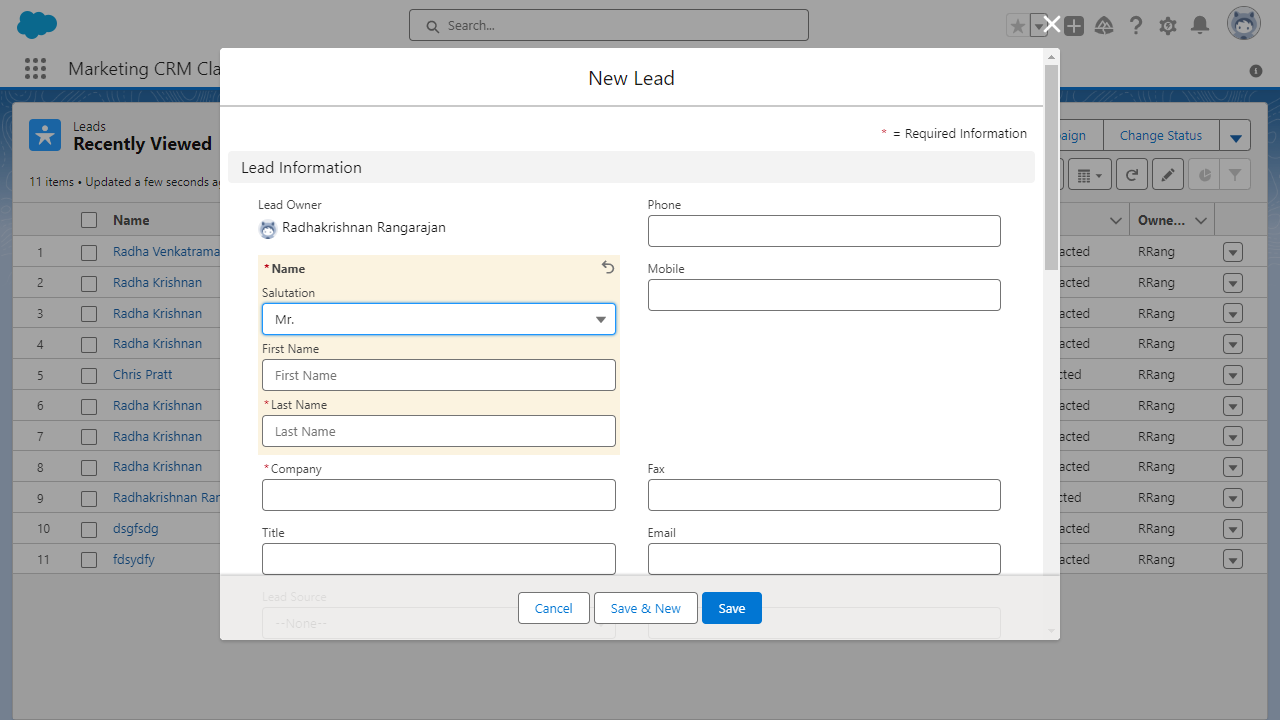 Search...
Marketing CRM Cla
Leads
Recently Viewed
11 items • Updated a few seconds
Change Status
Name
Owne...
1 Radha Venkatrama acted RRang
2 Radha Krishnan acted RRang
3 Radha Krishnan acted RRang
4 Radha Krishnan acted RRang
5 Chris Pratt cted RRang
6 Radha Krishnan acted RRang
7 Radha Krishnan acted RRang
8 Radha Krishnan acted RRang
9 Radhakrishnan Ran cted RRang
10 dsgfsdg acted RRang
11 fdsydfy acted RRang
New Lead
* = Required Information
Lead Information
Lead Owner
Radhakrishnan Rangarajan
Phone
*Name
Mobile
Salutation
Mr.
First Name
First Name
*Last Name
Last Name
*Company
Fax
Title
Email
Lead Source
--None--
Cancel
Save & New
Save